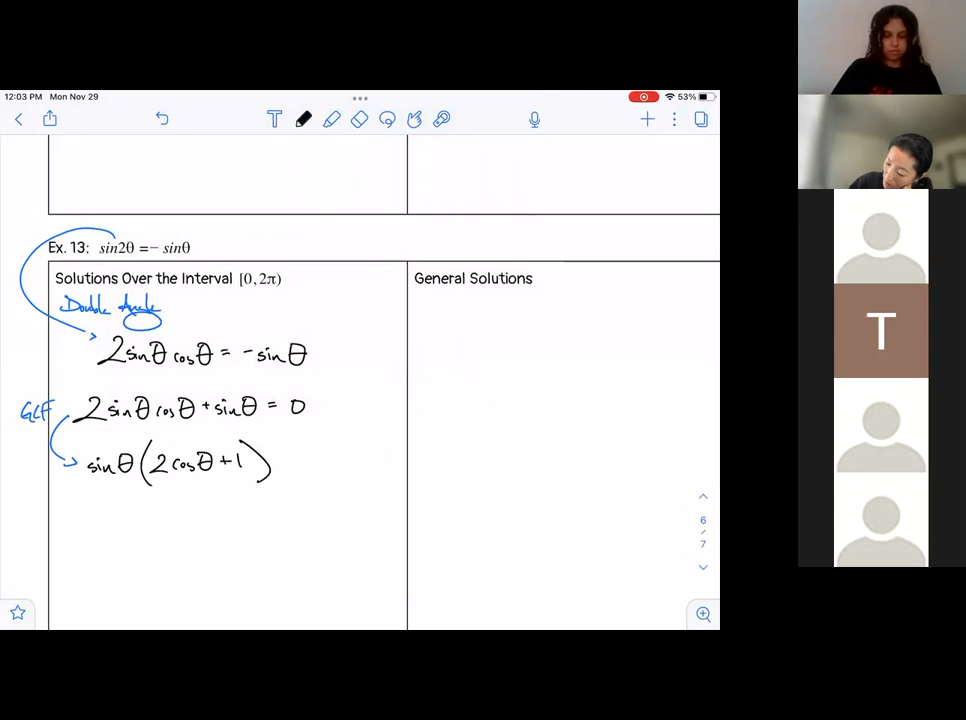 12:03 PM Mon Nov 29
53%
T
Ex. 13: sin2θ =− sinθ
Solutions Over the Interval [0, 2π)
General Solutions
Double Angle
2sinθ cosθ = -sinθ
GCF 2sinθ cosθ + sinθ = 0
sinθ(2cosθ+1)
6
7
T